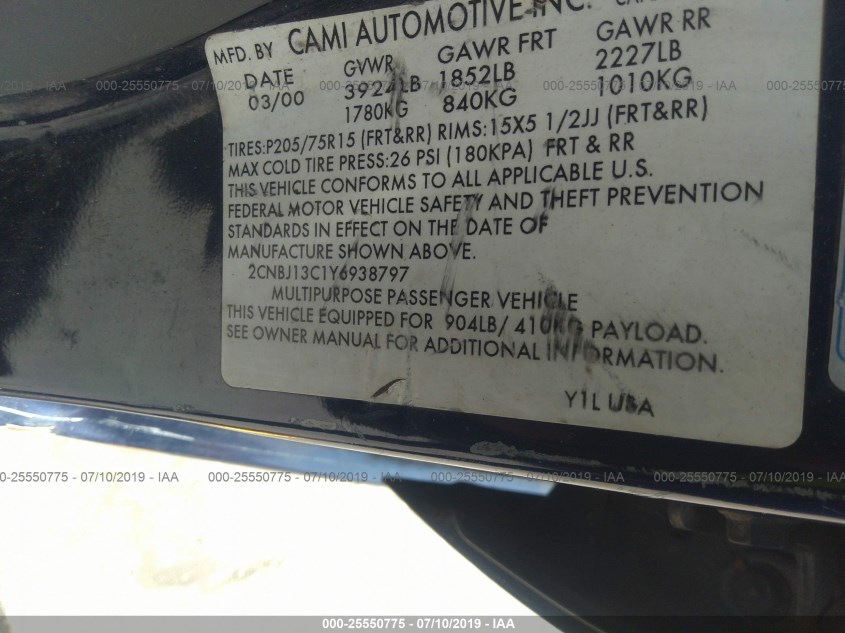 MFD. BY CAMI AUTOMOTIVE INC.
DATE GVWR GAWR FRT GAWR RR
03/00 3924LB 1852LB 2227LB
1780KG 840KG 1010KG
TIRES:P205/75R15 (FRT&RR) RIMS:15X5 1/2JJ (FRT&RR)
MAX COLD TIRE PRESS:26 PSI (180KPA) FRT & RR
THIS VEHICLE CONFORMS TO ALL APPLICABLE U.S.
FEDERAL MOTOR VEHICLE SAFETY AND THEFT PREVENTION
STANDARDS IN EFFECT ON THE DATE OF
MANUFACTURE SHOWN ABOVE.
2CNBJ13C1Y6938797
MULTIPURPOSE PASSENGER VEHICLE
THIS VEHICLE EQUIPPED FOR 904LB/ 410KG PAYLOAD.
SEE OWNER MANUAL FOR ADDITIONAL INFORMATION.
Y1L USA
000-25550775 - 07/10/2019 - IAA